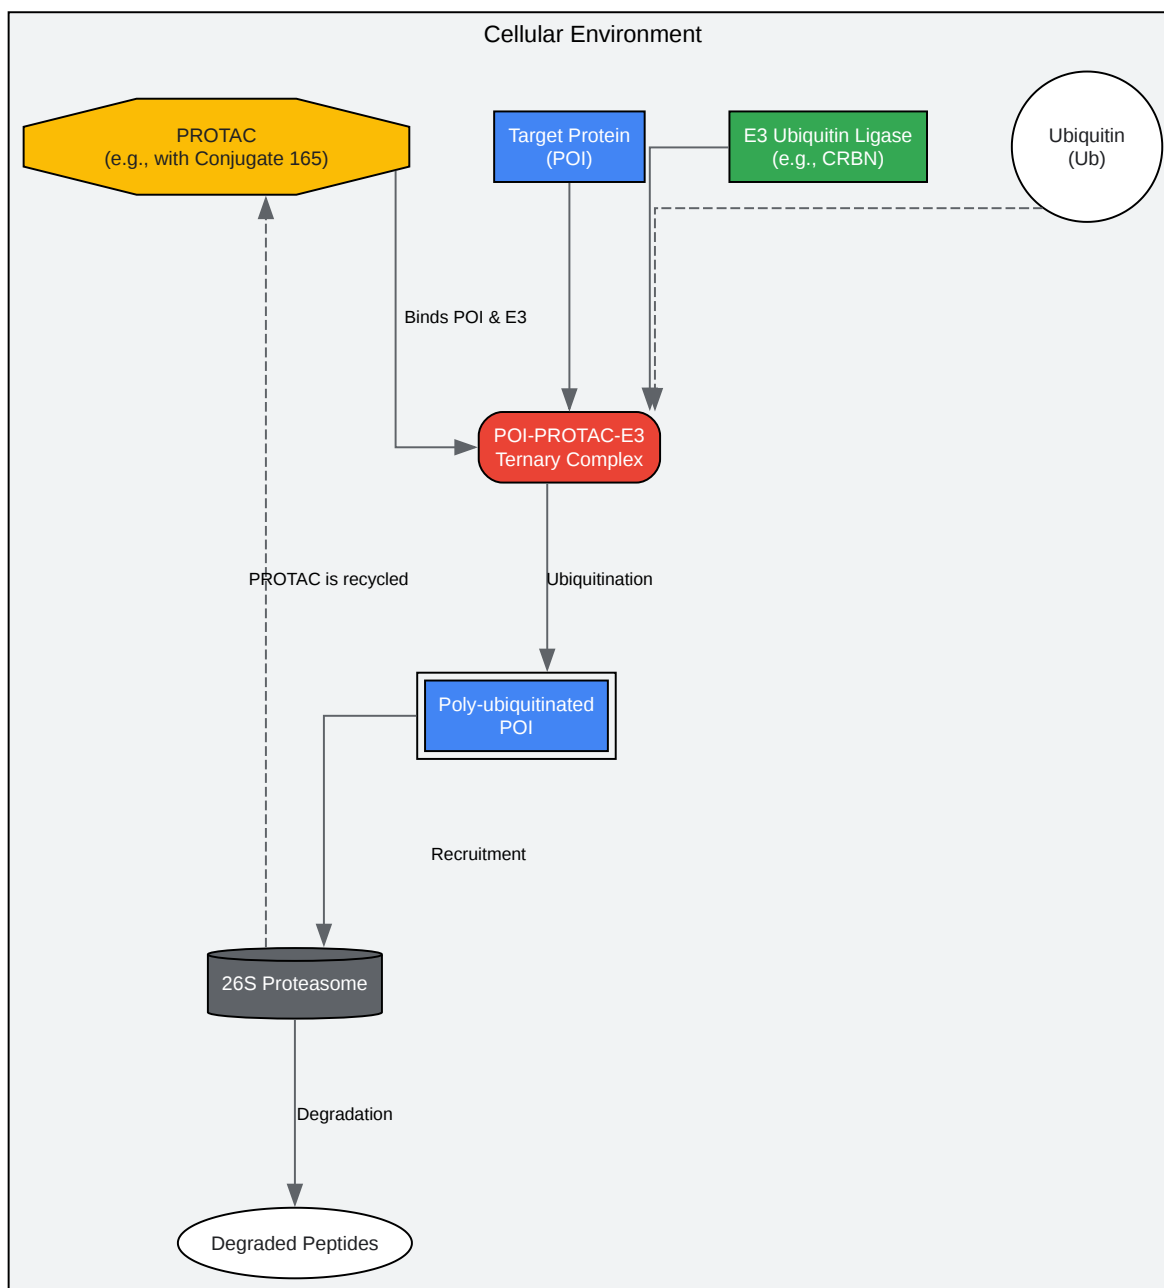 Cellular Environment
PROTAC
(e.g., with Conjugate 165)
Target Protein
(POI)
E3 Ubiquitin Ligase
(e.g., CRBN)
Ubiquitin
(Ub)
Binds POI & E3
POI-PROTAC-E3
Ternary Complex
PROTAC is recycled
Ubiquitination
Poly-ubiquitinated
POI
Recruitment
26S Proteasome
Degradation
Degraded Peptides